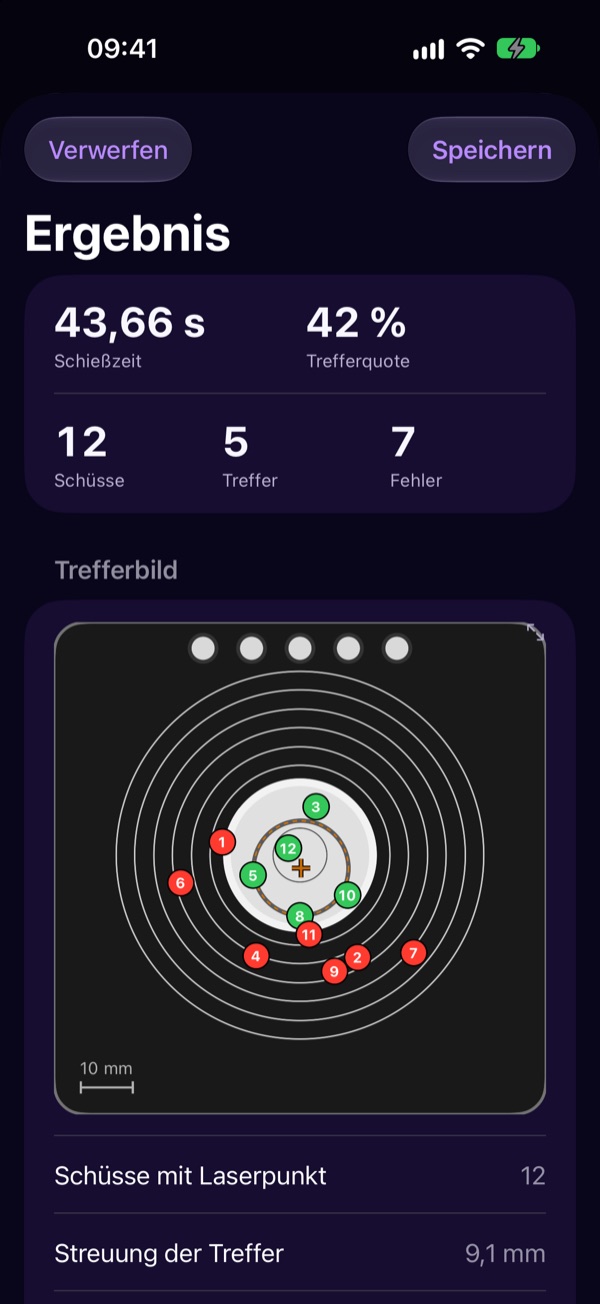 09:41
Verwerfen
Speichern
Ergebnis
43,66 s
42 %
Schießzeit
Trefferquote
12
5
7
Schüsse
Treffer
Fehler
Trefferbild
3
1
12
5
6
10
8
11
4
2
7
9
10 mm
Schüsse mit Laserpunkt
12
Streuung der Treffer
9,1 mm